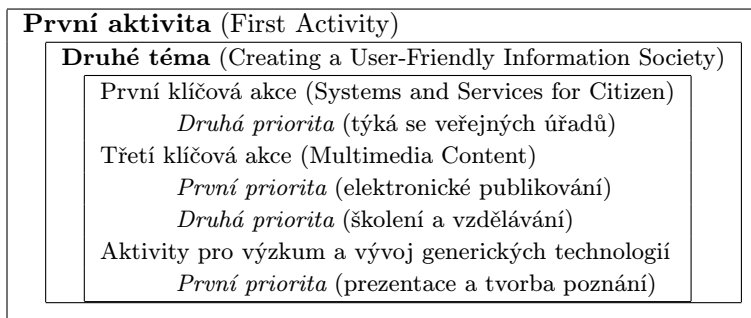 První aktivita (First Activity)
Druhé téma (Creating a User-Friendly Information Society)
První klíčová akce (Systems and Services for Citizen)
Druhá priorita (týká se veřejných úřadů)
Třetí klíčová akce (Multimedia Content)
První priorita (elektronické publikování)
Druhá priorita (školení a vzdělávání)
Aktivity pro výzkum a vývoj generických technologií
První priorita (prezentace a tvorba poznání)